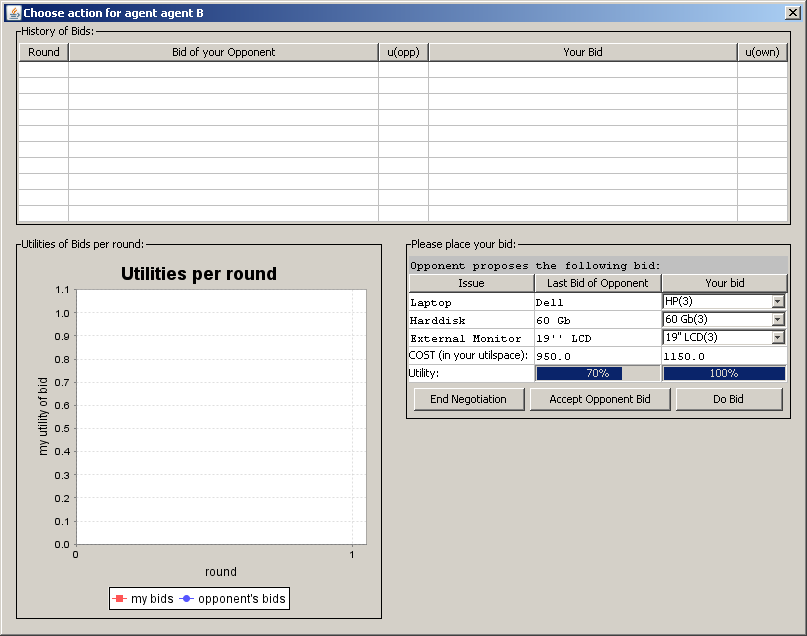 Choose action for agent agent B
History of Bids:
Round Bid of your Opponent u(opp) Your Bid u(own)
Utilities of Bids per round:
Utilities per round
1.1
1.0
0.9
0.8
0.7
0.6
0.5
0.4
0.3
0.2
0.1
0.0
my utility of bid
0 1
round
my bids opponent's bids
Please place your bid:
Opponent proposes the following bid:
Issue Last Bid of Opponent Your bid
Laptop Dell HP(3)
Harddisk 60 Gb 60 Gb(3)
External Monitor 19'' LCD 19" LCD(3)
COST (in your utilspace): 950.0 1150.0
Utility: 70% 100%
End Negotiation Accept Opponent Bid Do Bid